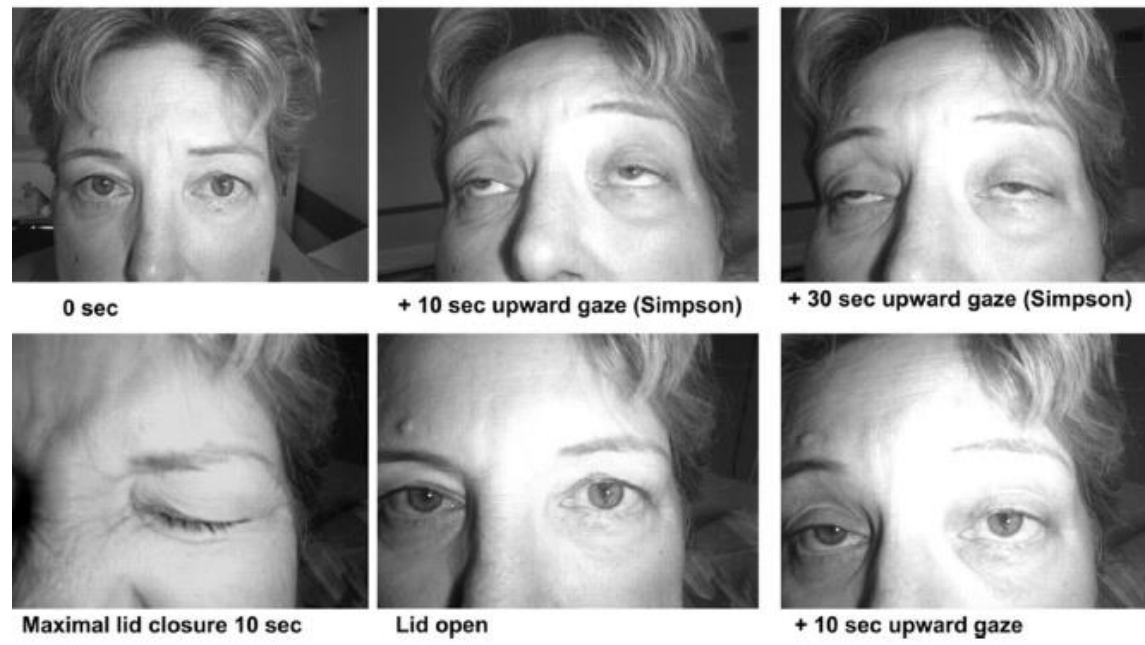 0 sec
+ 10 sec upward gaze (Simpson)
+ 30 sec upward gaze (Simpson)
Maximal lid closure 10 sec
Lid open
+ 10 sec upward gaze